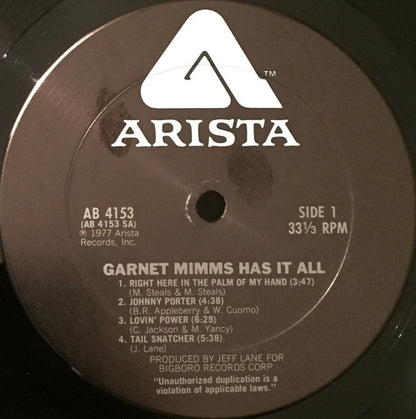 TM
ARISTA
AB 4153
(AB 4153 SA)
℗ 1977 Arista
Records, Inc.
SIDE 1
33⅓ RPM
GARNET MIMMS HAS IT ALL
1. RIGHT HERE IN THE PALM OF MY HAND (3:47)
(M. Steals & M. Steals)
2. JOHNNY PORTER (4:38)
(B.R. Appleberry & W. Cuomo)
3. LOVIN' POWER (6:29)
(C. Jackson & M. Yancy)
4. TAIL SNATCHER (5:38)
(J. Lane)
PRODUCED BY JEFF LANE FOR
BIGBORO RECORDS CORP.
"Unauthorized duplication is a
violation of applicable laws."